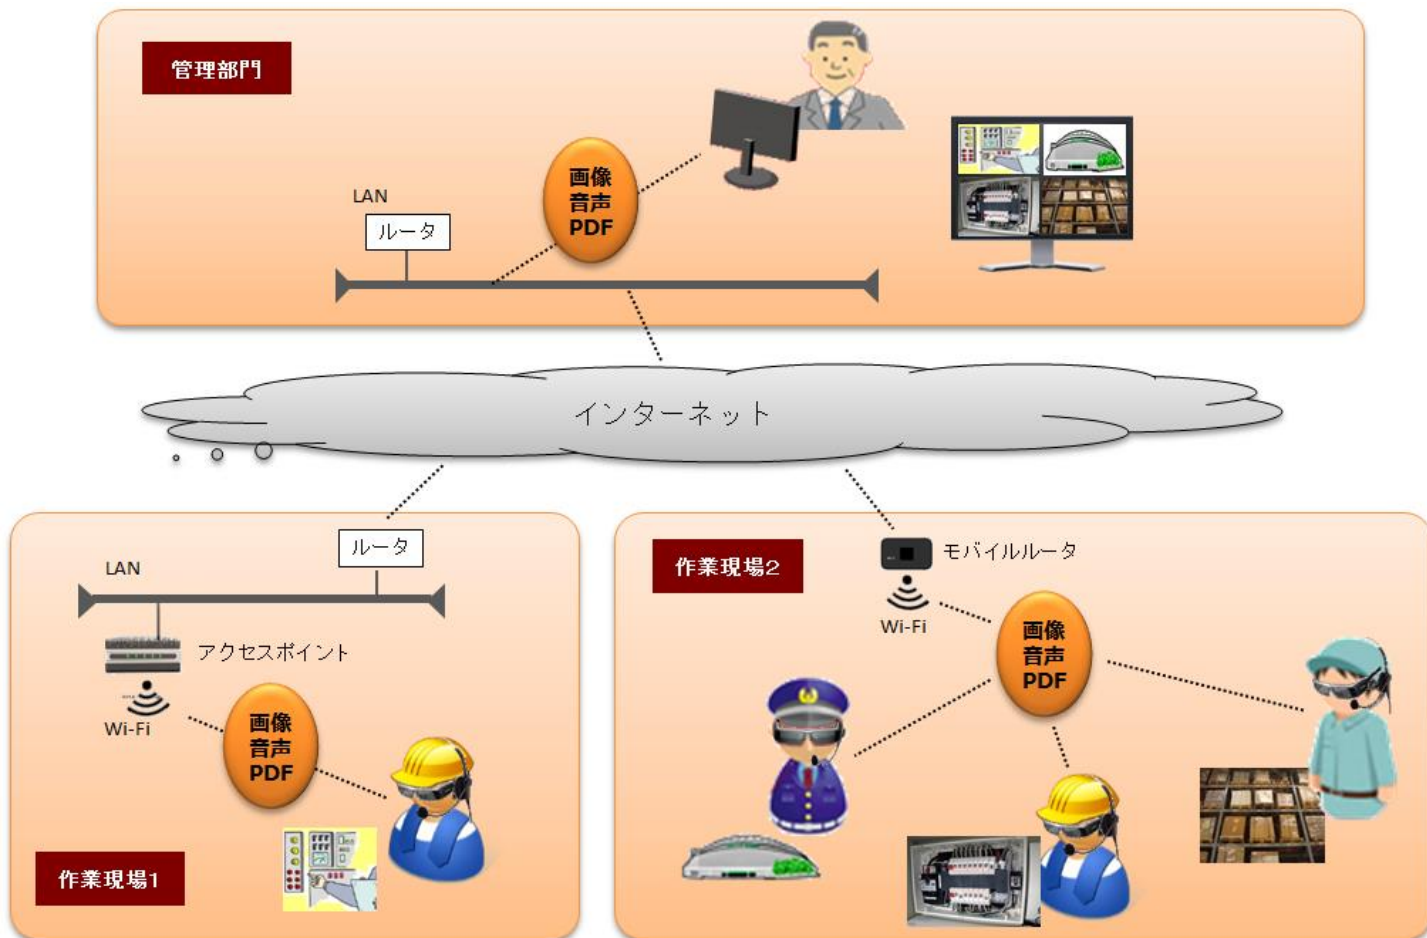 管理部門
画像
音声
PDF
LAN
ルータ
インターネット
ルータ
LAN
アクセスポイント
Wi-Fi
画像
音声
PDF
作業現場1
作業現場2
モバイルルータ
Wi-Fi
画像
音声
PDF